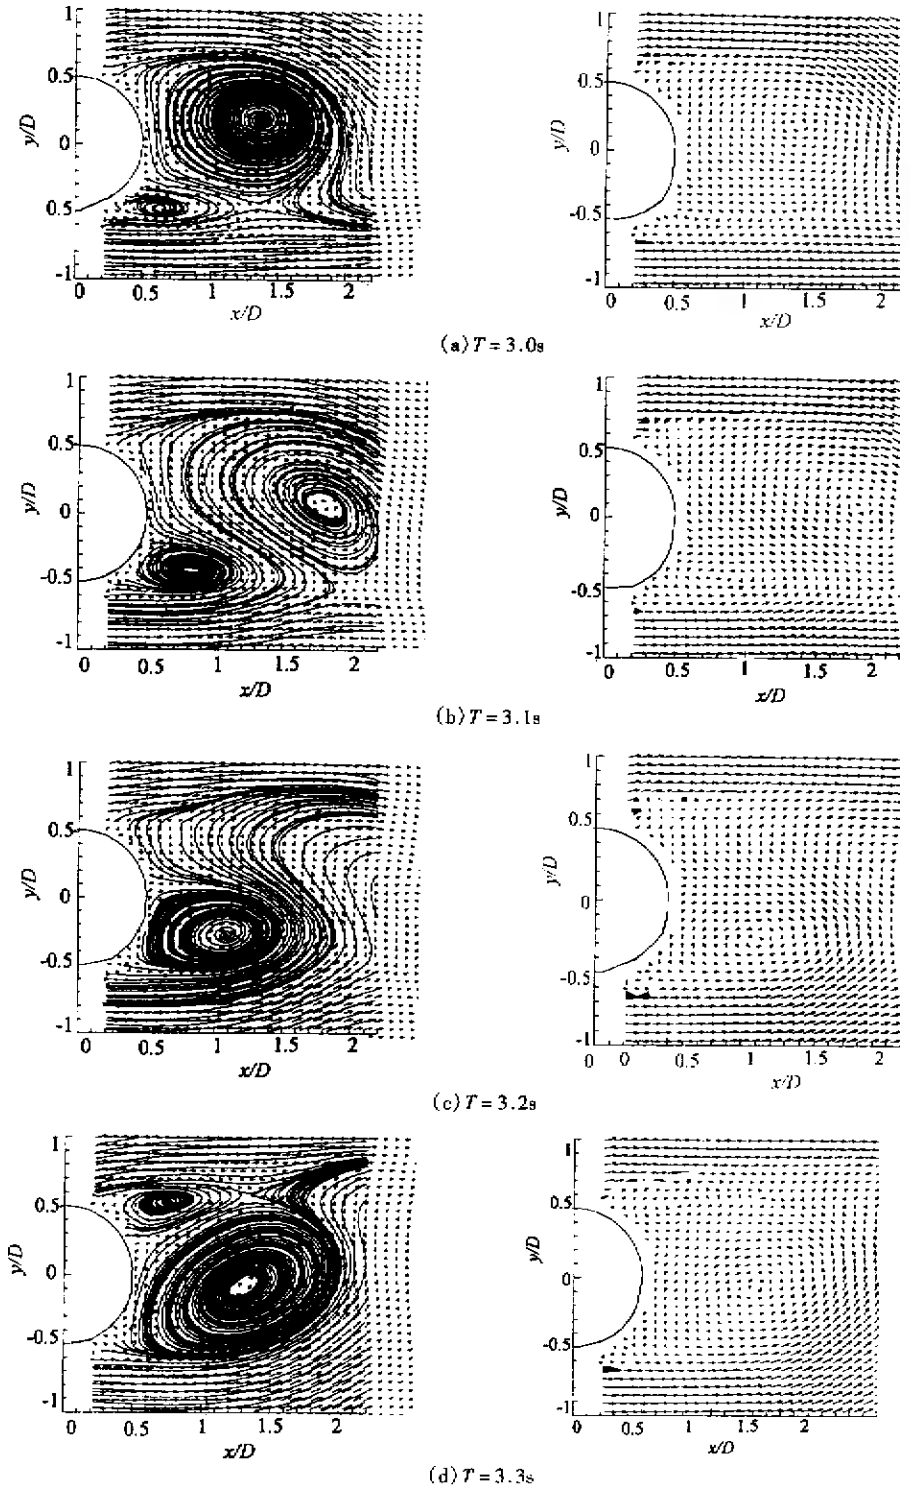 1 1
0.5 0.5
y/D 0 y/D 0
0.5 -0.5
-1 -1
0 0.5 1 1.5 2 0 0.5 1 1.5 2
x/D x/D
(a) T = 3.0s
1 1
0.5 0.5
y/D 0 y/D 0
-0.5 -0.5
-1 -1
0 0.5 1 1.5 2 0 0.5 1 1.5 2
x/D x/D
(b) T = 3.1s
1 1
0.5 0.5
y/D 0 y/D 0
-0.5 -0.5
-1 -1
0 0.5 1 1.5 2 0 0 0.5 1 1.5 2
x/D x/D
(c) T = 3.2s
1 1
0.5 0.5
y/D 0 y/D 0
-0.5 -0.5
-1 -1
0 0.5 1 1.5 2 0 0.5 1 1.5 2
x/D x/D
(d) T = 3.3s